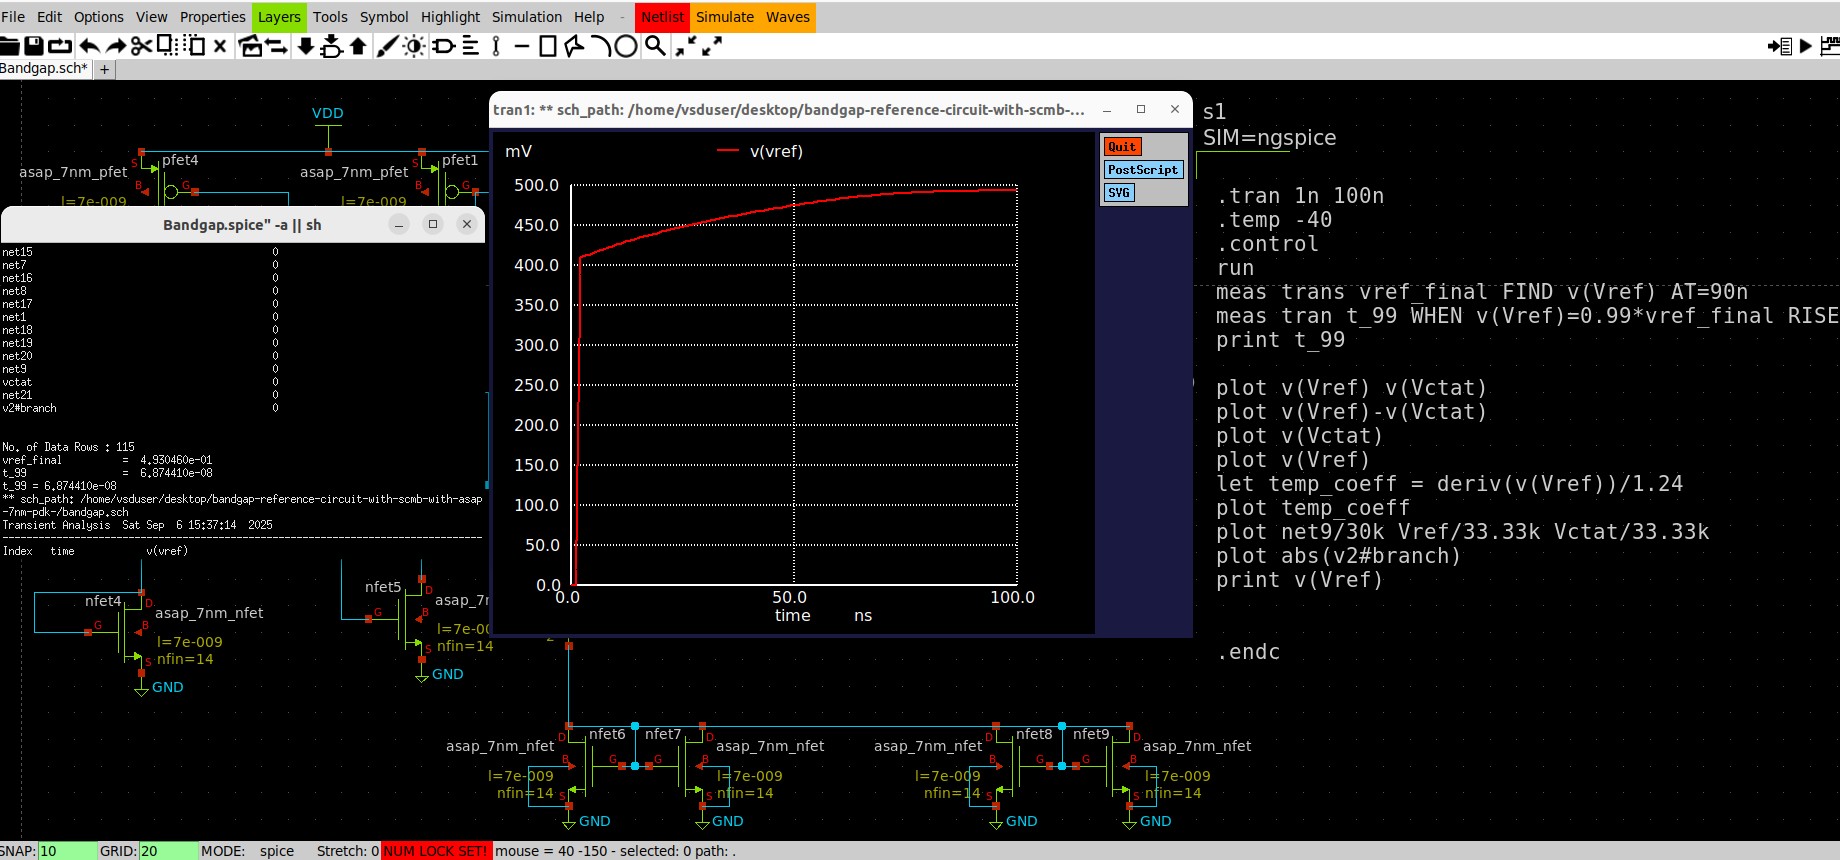 File Edit Options View Properties Layers Tools Symbol Highlight Simulation Help - Netlist Simulate Waves
Bandgap.sch* +
VDD
pfet4
asap_7nm_pfet
S
B
G
l=7e-009
pfet1
asap_7nm_pfet
S
B
G
l=7e-009
Bandgap.spice" -a || sh
net15 0
net7 0
net16 0
net8 0
net17 0
net1 0
net18 0
net19 0
net20 0
net9 0
vctat 0
net21 0
v2#branch 0
No. of Data Rows : 115
vref_final = 4.930460e-01
t_99 = 6.874410e-08
t_99 = 6.874410e-08
** sch_path: /home/vsduser/desktop/bandgap-reference-circuit-with-scmb-with-asap
-7nm-pdk-/bandgap.sch
Transient Analysis Sat Sep 6 15:37:14 2025
Index time v(vref)
tran1: ** sch_path: /home/vsduser/desktop/bandgap-reference-circuit-with-scmb-...
mV
v(vref)
Quit
PostScript
SVG
500.0
450.0
400.0
350.0
300.0
250.0
200.0
150.0
100.0
50.0
0.0
0.0 50.0 100.0
time ns
s1
SIM=ngspice
.tran 1n 100n
.temp -40
.control
run
meas trans vref_final FIND v(Vref) AT=90n
meas tran t_99 WHEN v(Vref)=0.99*vref_final RISE
print t_99
plot v(Vref) v(Vctat)
plot v(Vref)-v(Vctat)
plot v(Vctat)
plot v(Vref)
let temp_coeff = deriv(v(Vref))/1.24
plot temp_coeff
plot net9/30k Vref/33.33k Vctat/33.33k
plot abs(v2#branch)
print v(Vref)
.endc
nfet4
D
G
B
S
asap_7nm_nfet
l=7e-009
nfin=14
GND
nfet5
D
G
B
S
asap_7n
l=7e-00
nfin=14
GND
nfet6
asap_7nm_nfet
D
B
G
S
l=7e-009
nfin=14
GND
nfet7
asap_7nm_nfet
D
G
B
S
l=7e-009
nfin=14
GND
nfet8
asap_7nm_nfet
D
B
G
S
l=7e-009
nfin=14
GND
nfet9
asap_7nm_nfet
D
G
B
S
l=7e-009
nfin=14
GND
SNAP: 10 GRID: 20 MODE: spice Stretch: 0 NUM LOCK SET! mouse = 40 -150 - selected: 0 path: .